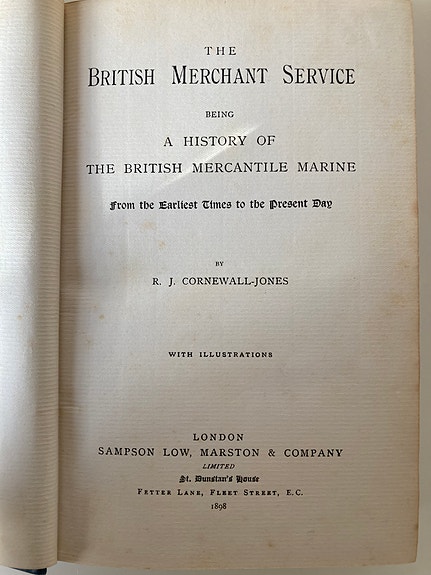 THE
BRITISH MERCHANT SERVICE
BEING
A HISTORY OF
THE BRITISH MERCANTILE MARINE
From the Earliest Times to the Present Day
BY
R. J. CORNEWALL-JONES
WITH ILLUSTRATIONS
LONDON
SAMPSON LOW, MARSTON & COMPANY
LIMITED
St. Dunstan's House
FETTER LANE, FLEET STREET, E.C.
1898